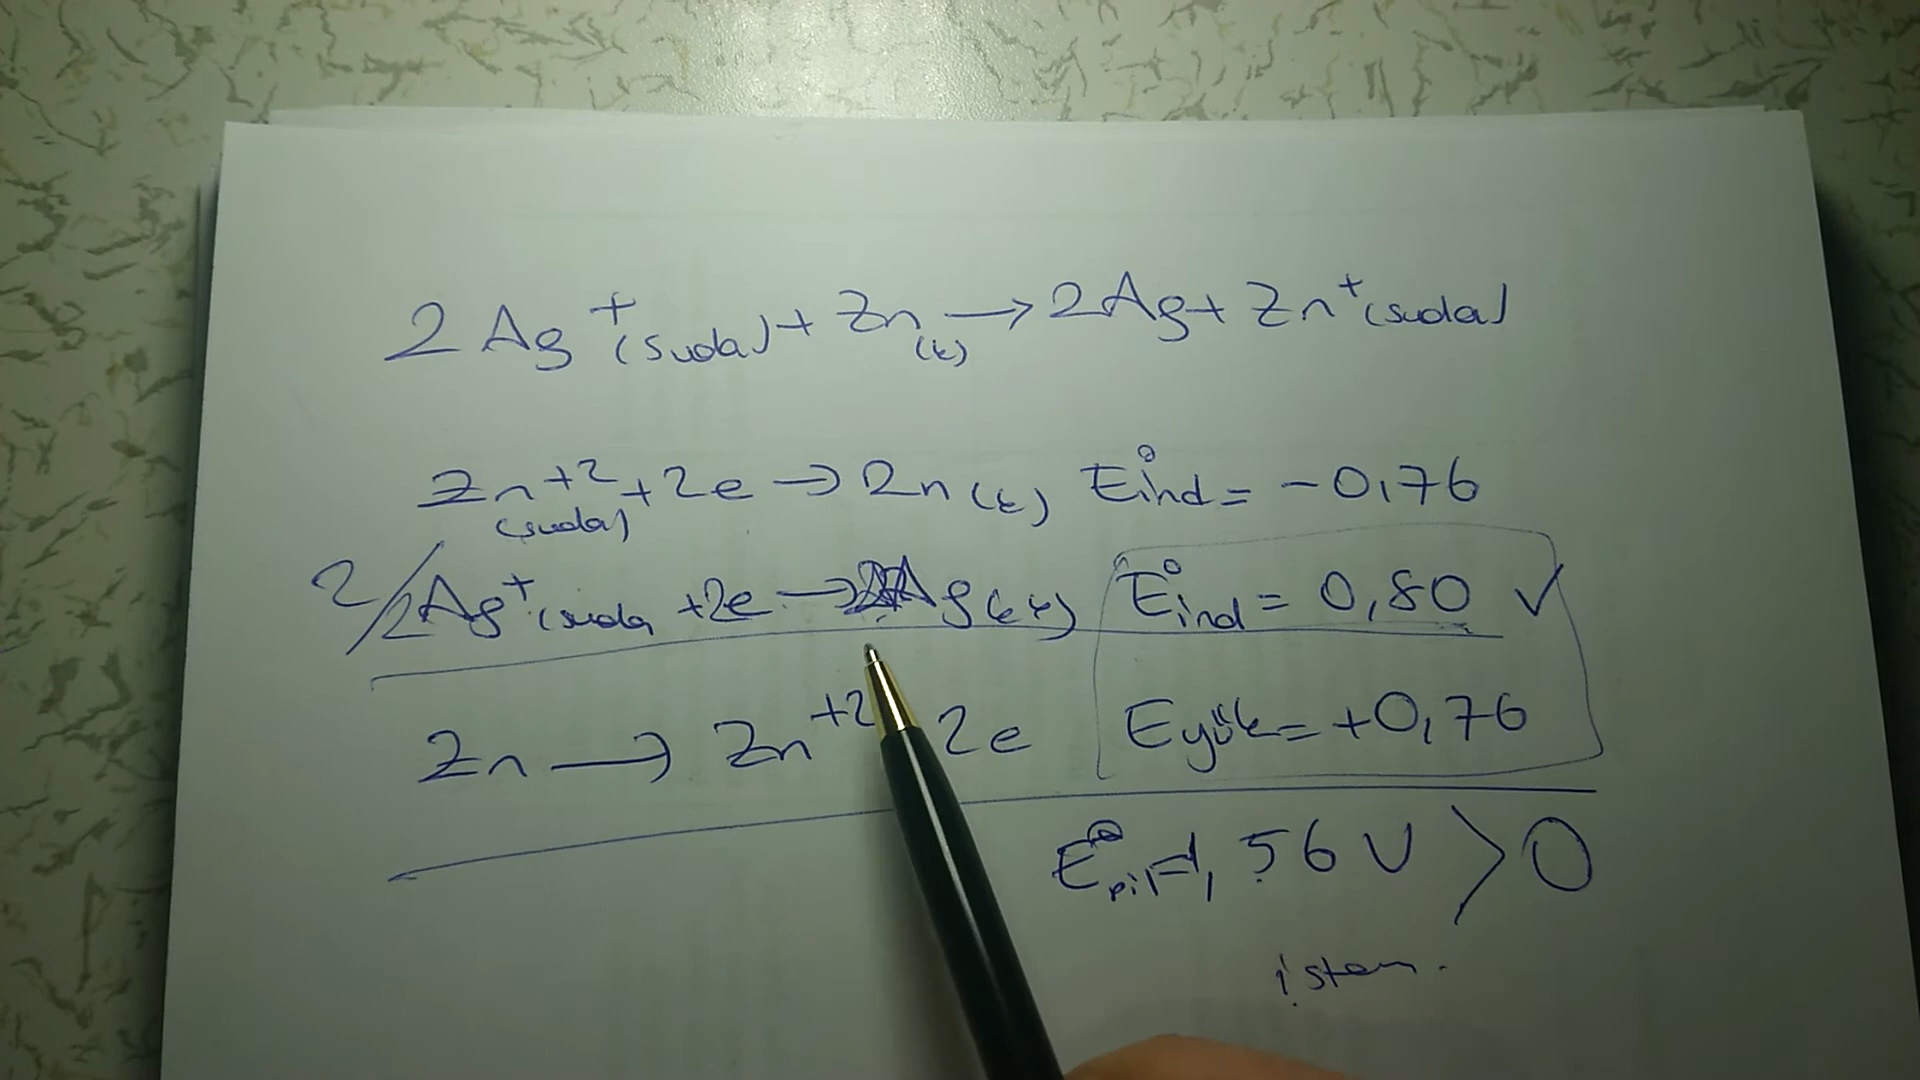 2Ag⁺(suda) + Zn(k) → 2Ag + Zn⁺(suda)
Zn⁺²(suda) + 2e → Zn(k) E°ind = -0,76
2/ 2Ag⁺(suda + 2e → Ag(k) E°ind = 0,80 ✓
Zn → Zn⁺² 2e Eyük = +0,76
E°pil = 1,56 V > 0
istem.